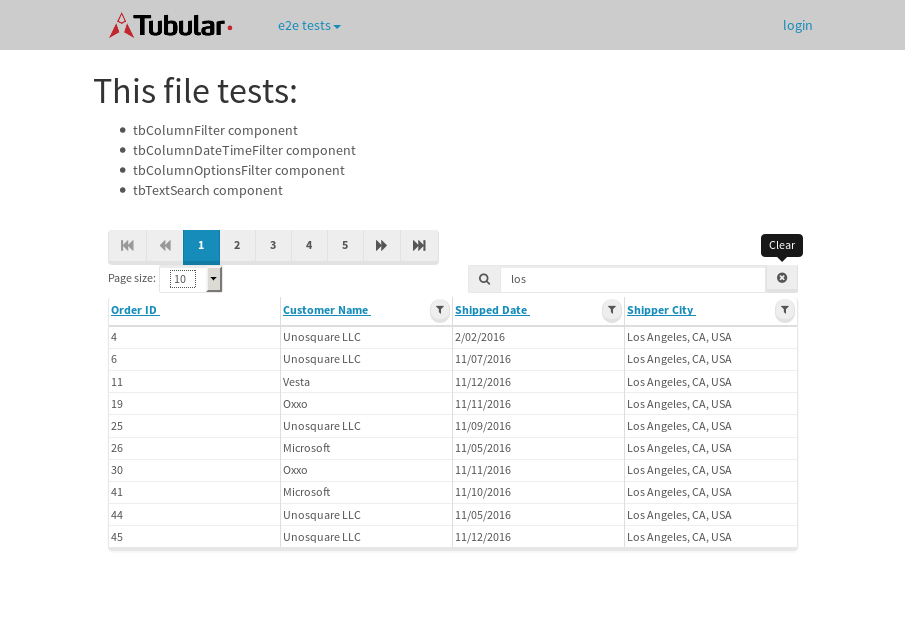 Tubular
e2e tests
login
This file tests:
tbColumnFilter component
tbColumnDateTimeFilter component
tbColumnOptionsFilter component
tbTextSearch component
1 2 3 4 5
Clear
Page size: 10
los
Order ID Customer Name Shipped Date Shipper City
4 Unosquare LLC 2/02/2016 Los Angeles, CA, USA
6 Unosquare LLC 11/07/2016 Los Angeles, CA, USA
11 Vesta 11/12/2016 Los Angeles, CA, USA
19 Oxxo 11/11/2016 Los Angeles, CA, USA
25 Unosquare LLC 11/09/2016 Los Angeles, CA, USA
26 Microsoft 11/05/2016 Los Angeles, CA, USA
30 Oxxo 11/11/2016 Los Angeles, CA, USA
41 Microsoft 11/10/2016 Los Angeles, CA, USA
44 Unosquare LLC 11/05/2016 Los Angeles, CA, USA
45 Unosquare LLC 11/12/2016 Los Angeles, CA, USA